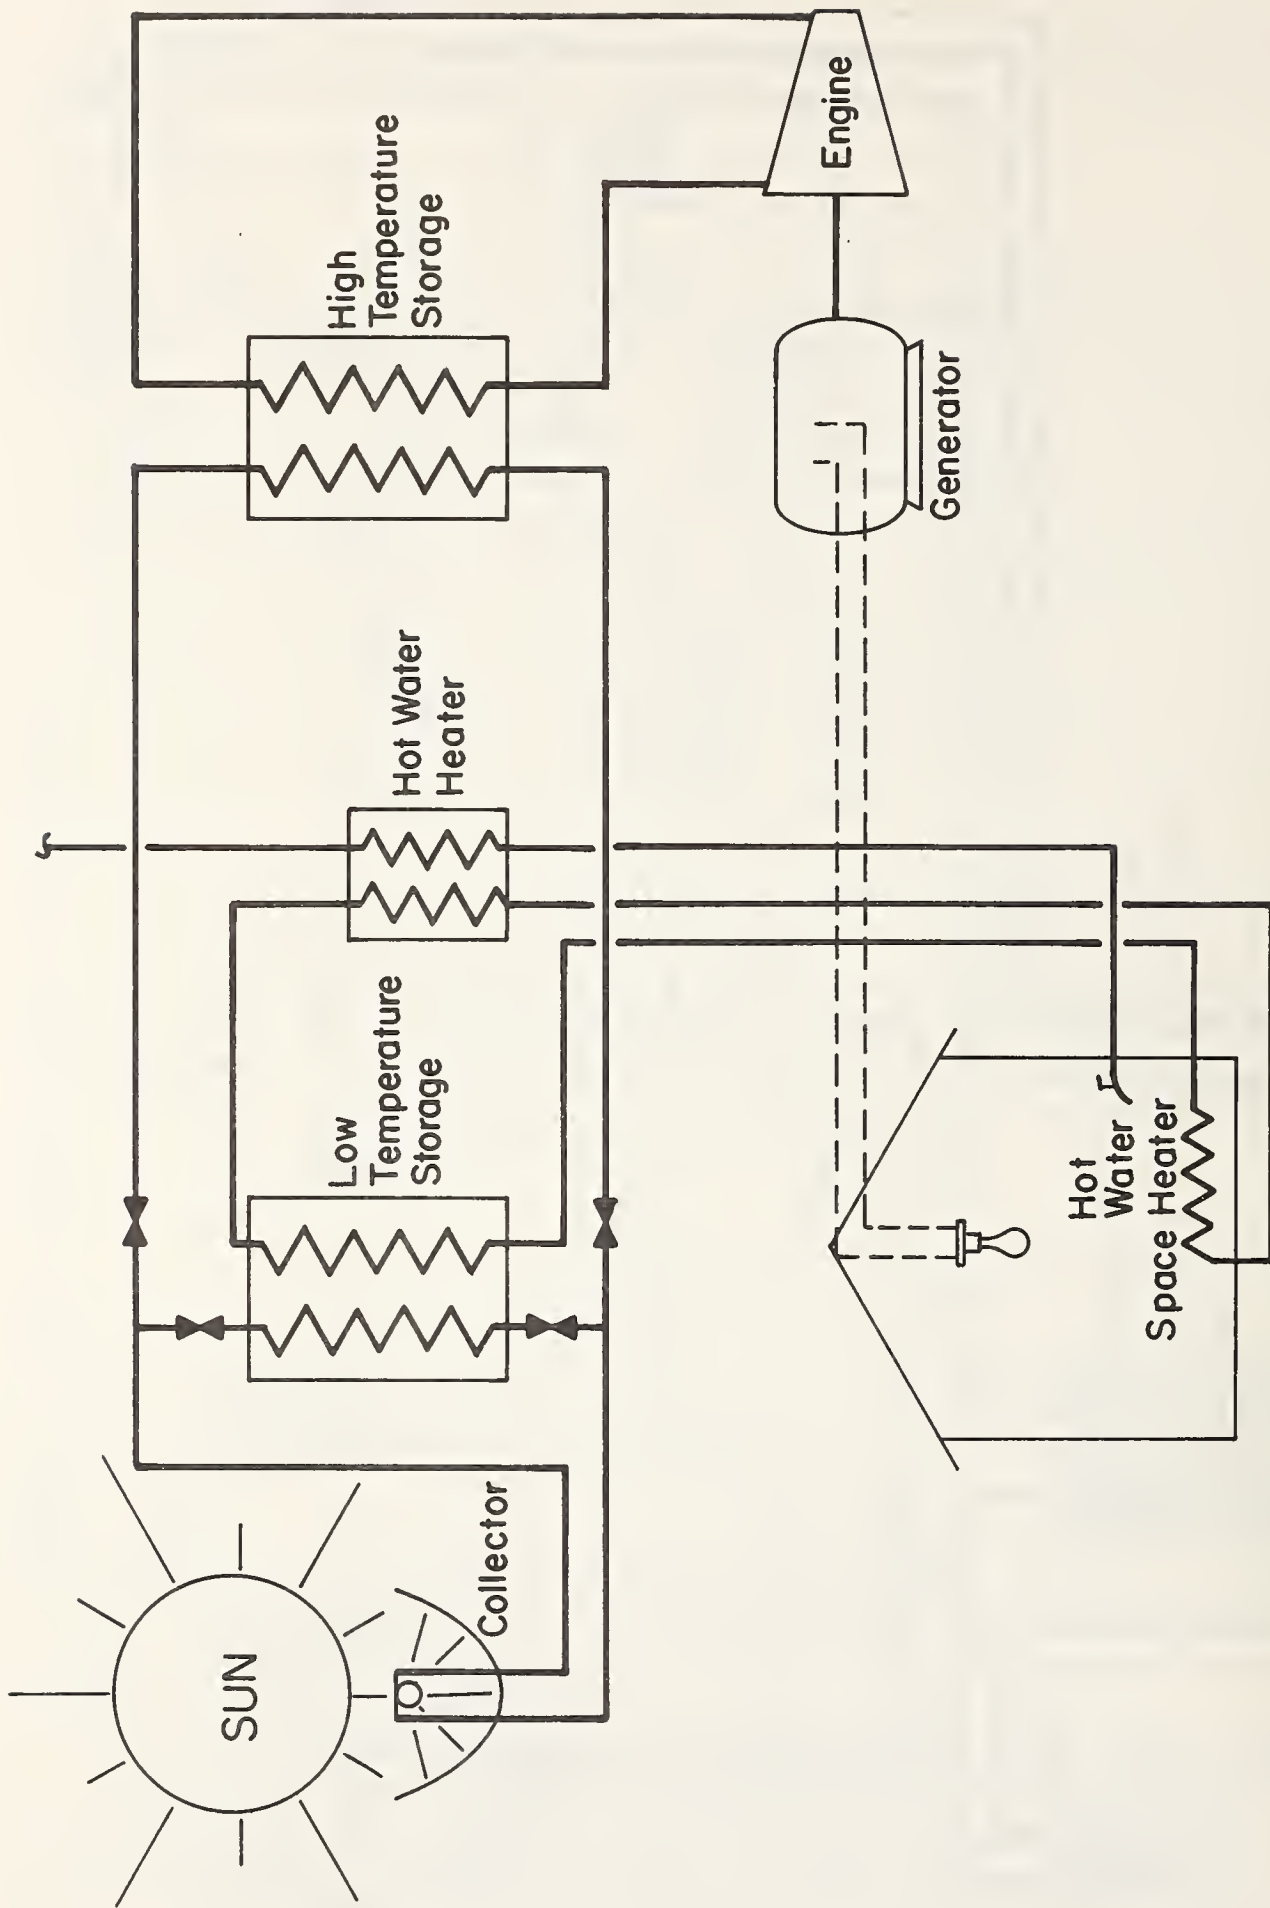 SUN
Collector
Low
Temperature
Storage
Hot Water
Heater
High
Temperature
Storage
Engine
Generator
Hot
Water
Space Heater